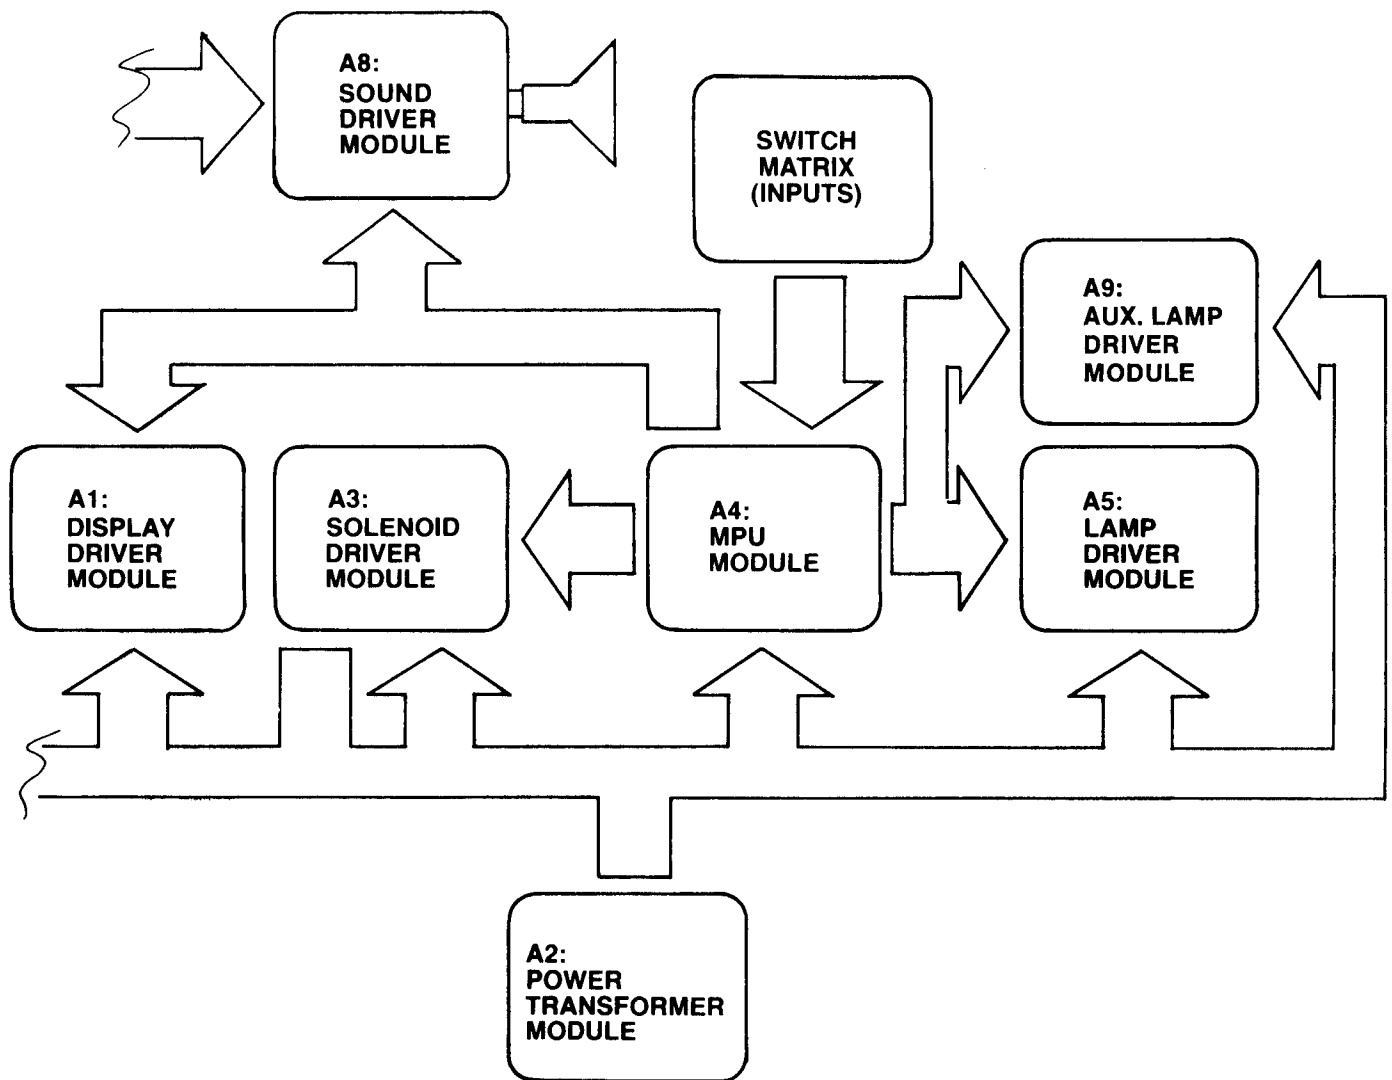 A8:
SOUND
DRIVER
MODULE
SWITCH
MATRIX
(INPUTS)
A9:
AUX. LAMP
DRIVER
MODULE
A1:
DISPLAY
DRIVER
MODULE
A3:
SOLENOID
DRIVER
MODULE
A4:
MPU
MODULE
A5:
LAMP
DRIVER
MODULE
A2:
POWER
TRANSFORMER
MODULE